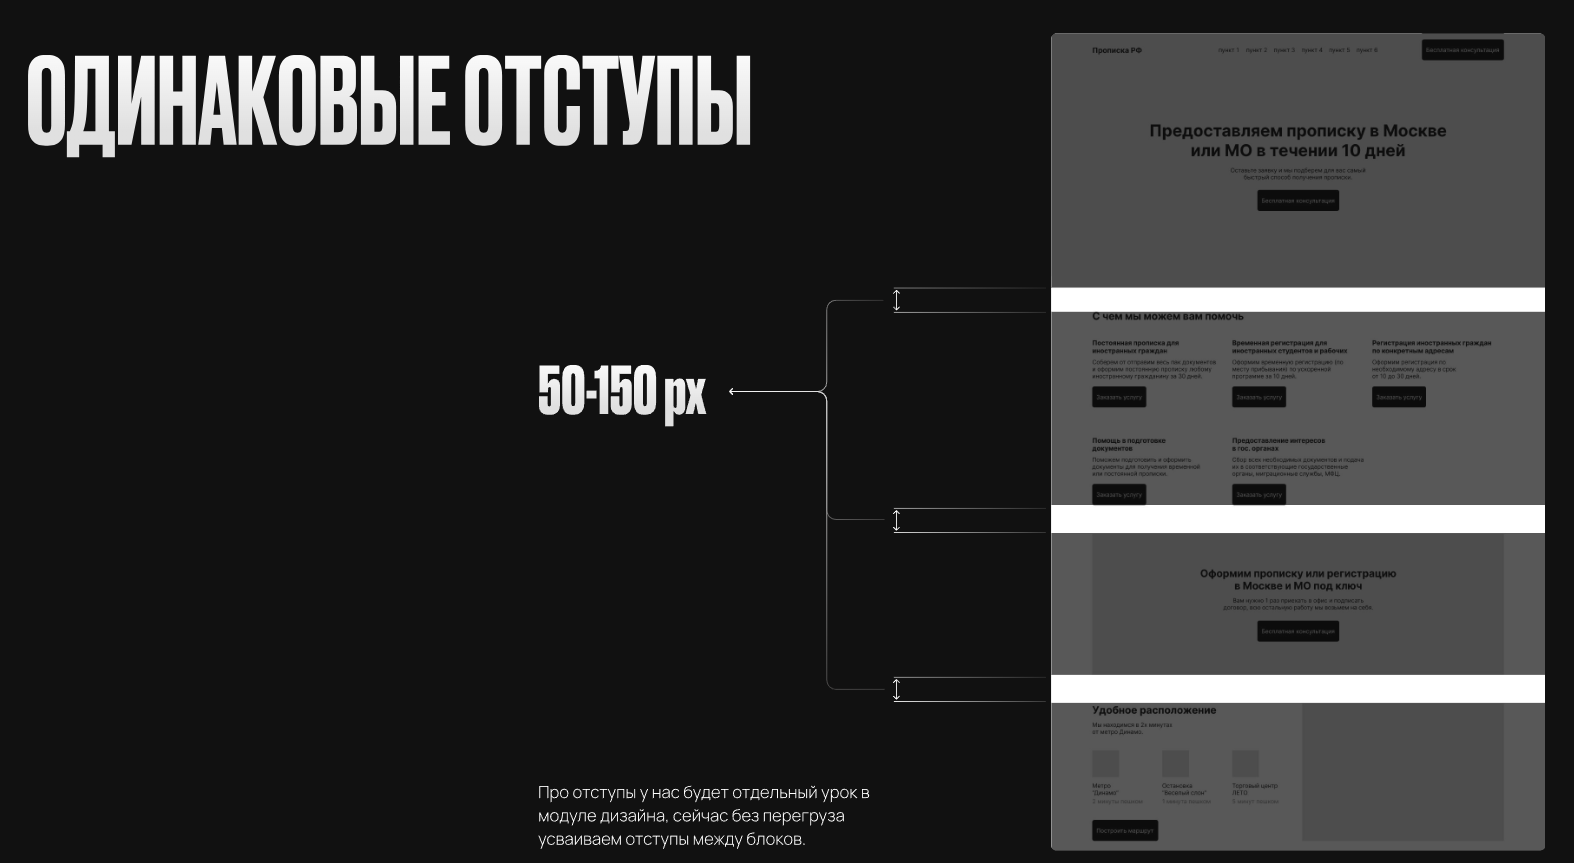 ОДИНАКОВЫЕ ОТСТУПЫ
50-150 px
Про отступы у нас будет отдельный урок в
модуле дизайна, сейчас без перегруза
усваиваем отступы между блоков.
Прописка РФ
пункт 1 пункт 2 пункт 3 пункт 4 пункт 5 пункт 6
Бесплатная консультация
Предоставляем прописку в Москве
или МО в течении 10 дней
Оставьте заявку и мы подберем для вас самый
быстрый способ получения прописки.
Бесплатная консультация
С чем мы можем вам помочь
Постоянная прописка для
иностранных граждан
Соберем от отправим весь пак документов
и оформим постоянную прописку любому
иностранному гражданину за 30 дней.
Заказать услугу
Временная регистрация для
иностранных студентов и рабочих
Оформим временную регистрацию (по
месту пребывания) по ускоренной
программе за 10 дней.
Заказать услугу
Регистрация иностранных граждан
по конкретным адресам
Оформим регистрация по
необходимому адресу в срок
от 10 до 30 дней.
Заказать услугу
Помощь в подготовке
документов
Поможем подготовить и оформить
документы для получения временной
или постоянной прописки.
Заказать услугу
Предоставление интересов
в гос. органах
Сбор всех необходимых документов и подача
их в соответствующие государственные
органы, миграционные службы, МФЦ.
Заказать услугу
Оформим прописку или регистрацию
в Москве и МО под ключ
Вам нужно 1 раз приехать в офис и подписать
договор, всю остальную работу мы возьмем на себя.
Бесплатная консультация
Удобное расположение
Мы находимся в 2х минутах
от метро Динамо.
Метро
"Динамо"
2 минуты пешком
Остановка
"Веселый слон"
1 минута пешком
Торговый центр
ЛЕТО
5 минут пешком
Построить маршрут